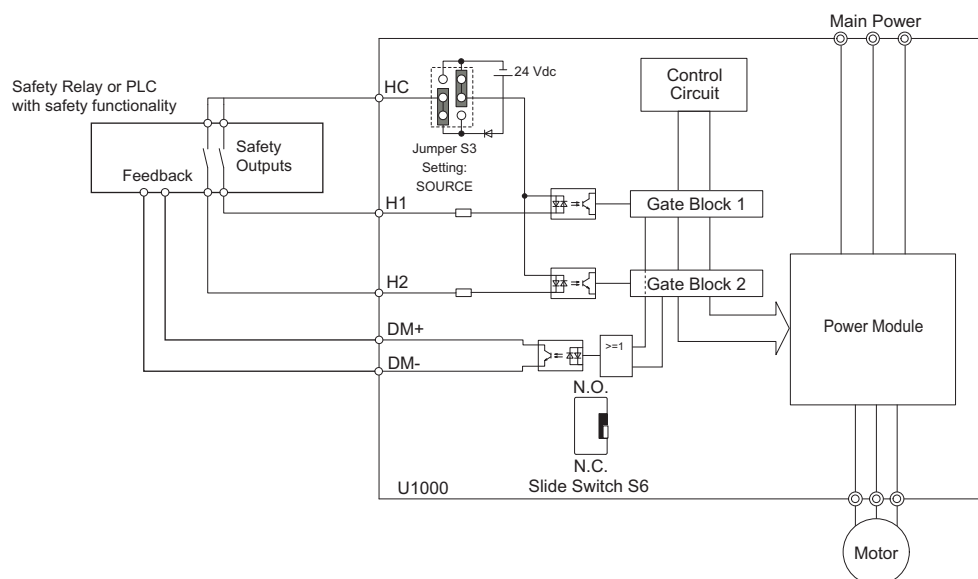 Main Power
Safety Relay or PLC
with safety functionality
HC
24 Vdc
Control
Circuit
Jumper S3
Setting:
SOURCE
Safety
Outputs
Feedback
H1
Gate Block 1
H2
Gate Block 2
Power Module
DM+
DM-
>=1
N.O.
N.C.
U1000
Slide Switch S6
Motor